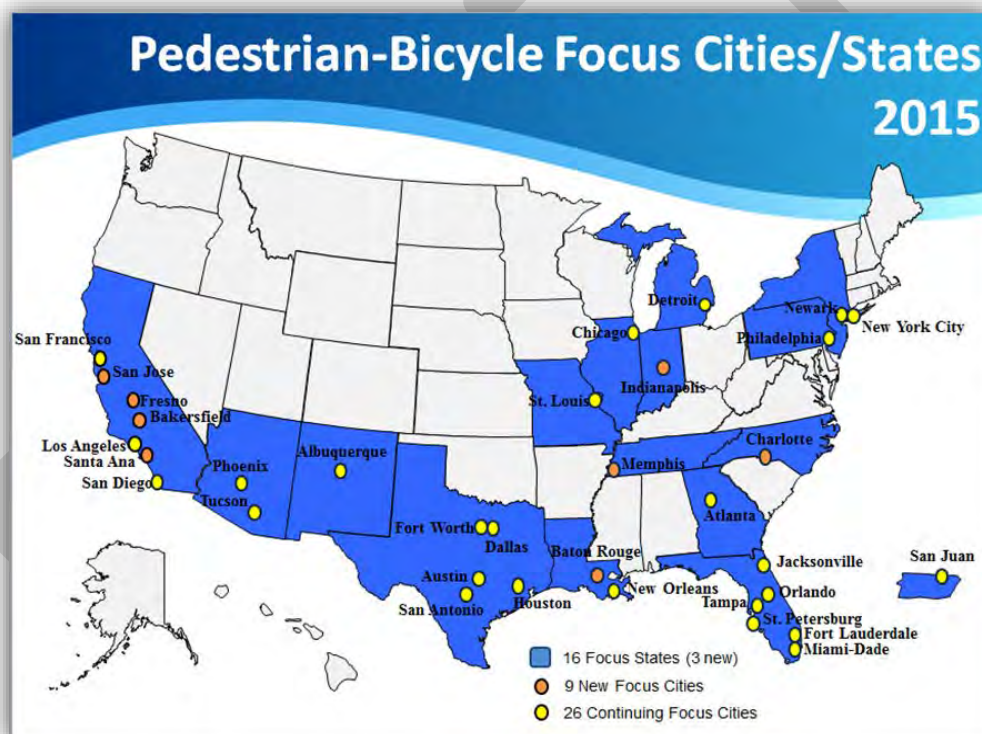 Pedestrian-Bicycle Focus Cities/States
2015
Detroit
Newark
New York City
Chicago
Philadelphia
San Francisco
San Jose
Indianapolis
Fresno
St. Louis
Bakersfield
Los Angeles
Charlotte
Santa Ana
Albuquerque
Memphis
Phoenix
San Diego
Tucson
Atlanta
Fort Worth
Dallas
Baton Rouge
San Juan
Jacksonville
Austin
New Orleans
Orlando
San Antonio
Houston
Tampa
St. Petersburg
Fort Lauderdale
Miami-Dade
16 Focus States (3 new)
9 New Focus Cities
26 Continuing Focus Cities